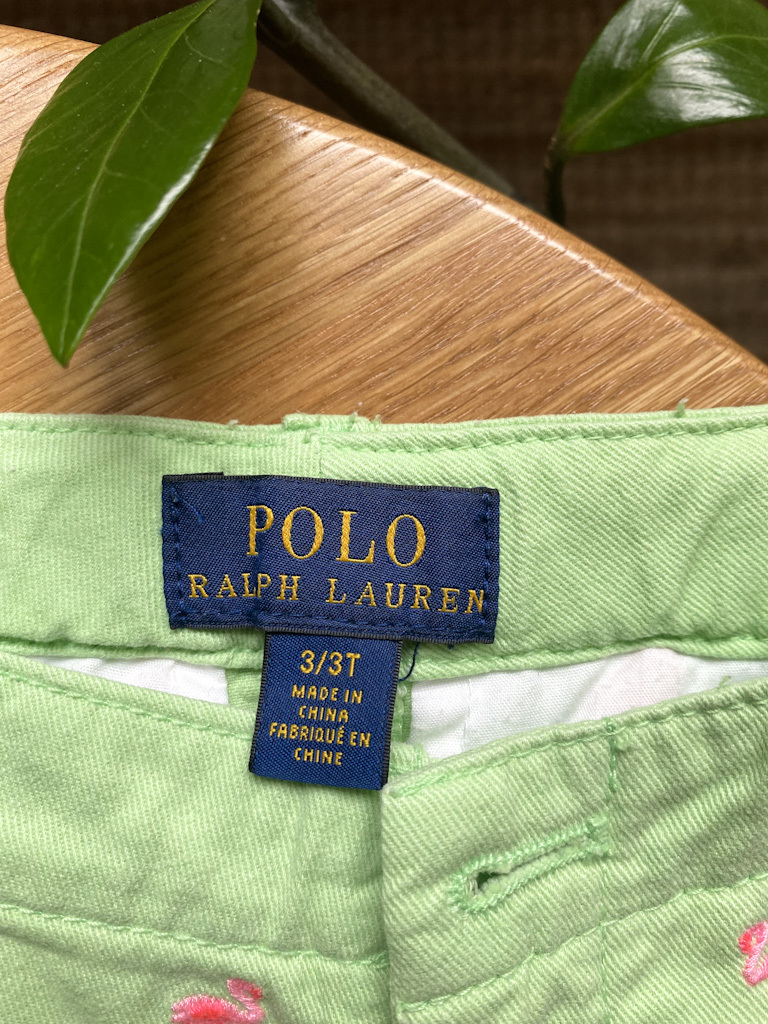 POLO
RALPH LAUREN
3/3T
MADE IN
CHINA
FABRIQUÉ EN
CHINE